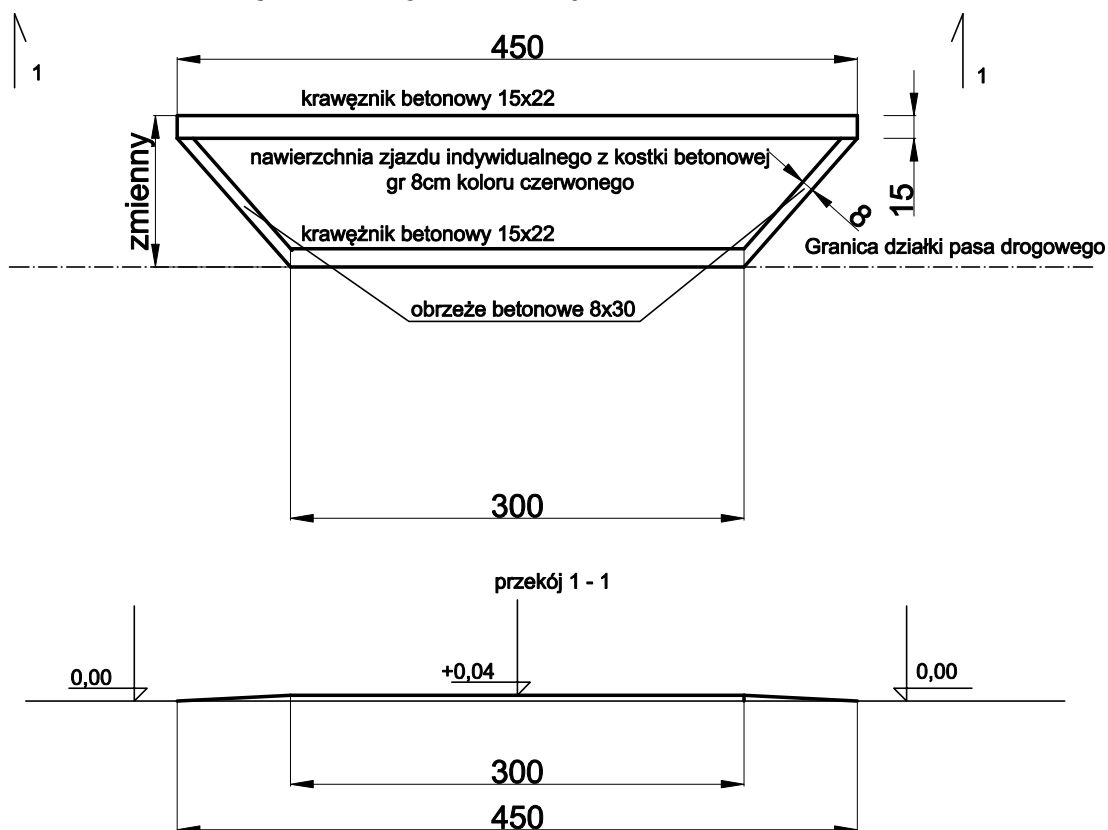 450
1
1
krawęznik betonowy 15x22
zmienny
nawierzchnia zjazdu indywidualnego z kostki betonowej
gr 8cm koloru czerwonego
15
8
krawężnik betonowy 15x22
Granica działki pasa drogowego
obrzeże betonowe 8x30
300
przekój 1 - 1
0,00
+0,04
0,00
300
450